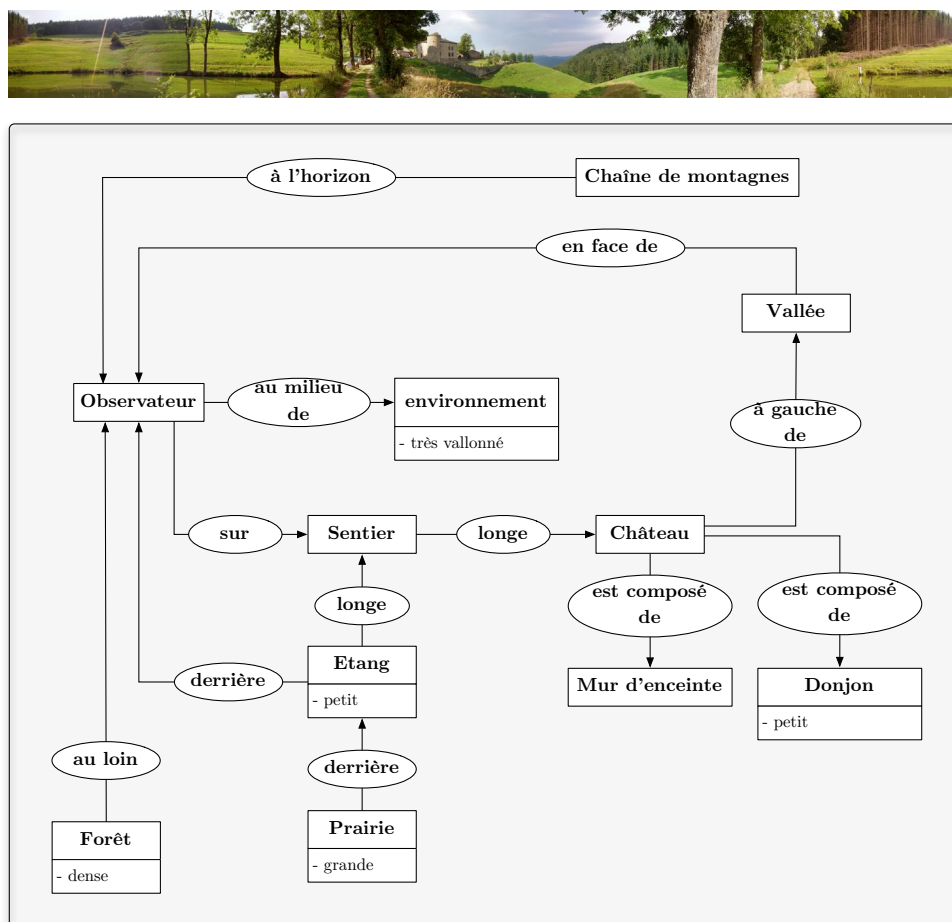 à l'horizon
Chaîne de montagnes
en face de
Vallée
Observateur
au milieu
de
environnement
- très vallonné
à gauche
de
sur
Sentier
longe
Château
longe
est composé
de
est composé
de
Etang
- petit
derrière
Mur d'enceinte
Donjon
- petit
au loin
derrière
Forêt
- dense
Prairie
- grande